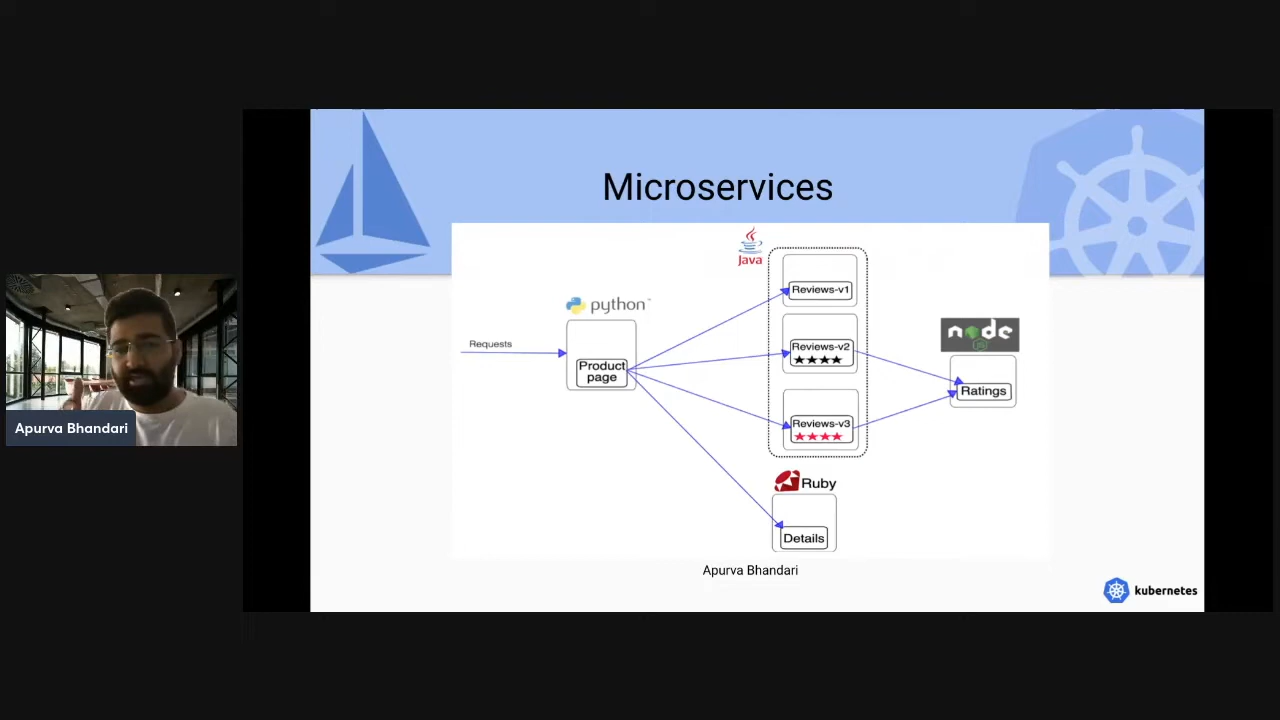 Microservices
Java
Reviews-v1
python
Requests
Product
page
Reviews-v2
node
Ratings
Reviews-v3
Ruby
Details
Apurva Bhandari
kubernetes
Apurva Bhandari